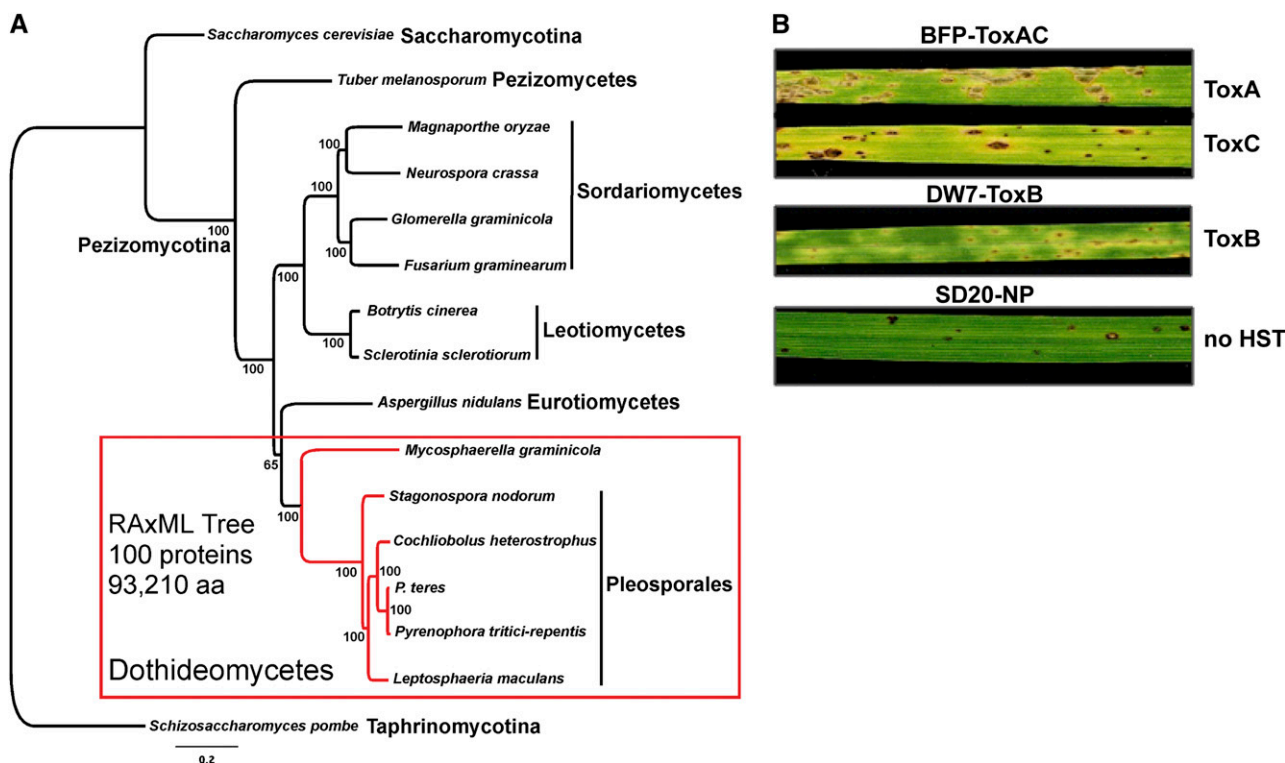 A
Saccharomyces cerevisiae Saccharomycotina
Tuber melanosporum Pezizomycetes
Magnaporthe oryzae
100
Neurospora crassa
100
Sordariomycetes
Glomerella graminicola
100
Pezizomycotina
100
Fusarium graminearum
100
Botrytis cinerea
Leotiomycetes
100
Sclerotinia sclerotiorum
100
Aspergillus nidulans Eurotiomycetes
Mycosphaerella graminicola
65
Stagonospora nodorum
100
RAxML Tree
100 proteins
93,210 aa
Cochliobolus heterostrophus
100
100
P. teres
Pleosporales
100
Pyrenophora tritici-repentis
100
Dothideomycetes
Leptosphaeria maculans
Schizosaccharomyces pombe Taphrinomycotina
0.2
B
BFP-ToxAC
ToxA
ToxC
DW7-ToxB
ToxB
SD20-NP
no HST